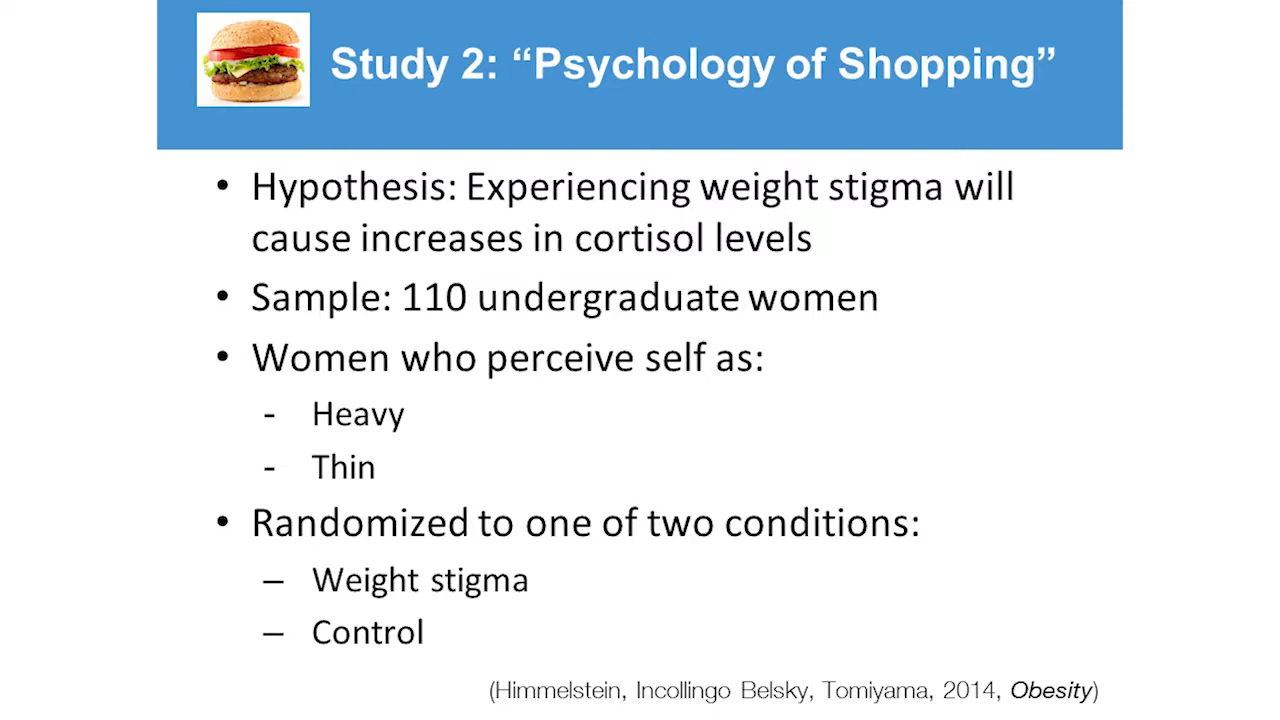 Study 2: “Psychology of Shopping”
• Hypothesis: Experiencing weight stigma will
cause increases in cortisol levels
• Sample: 110 undergraduate women
• Women who perceive self as:
- Heavy
- Thin
• Randomized to one of two conditions:
– Weight stigma
– Control
(Himmelstein, Incollingo Belsky, Tomiyama, 2014, Obesity)